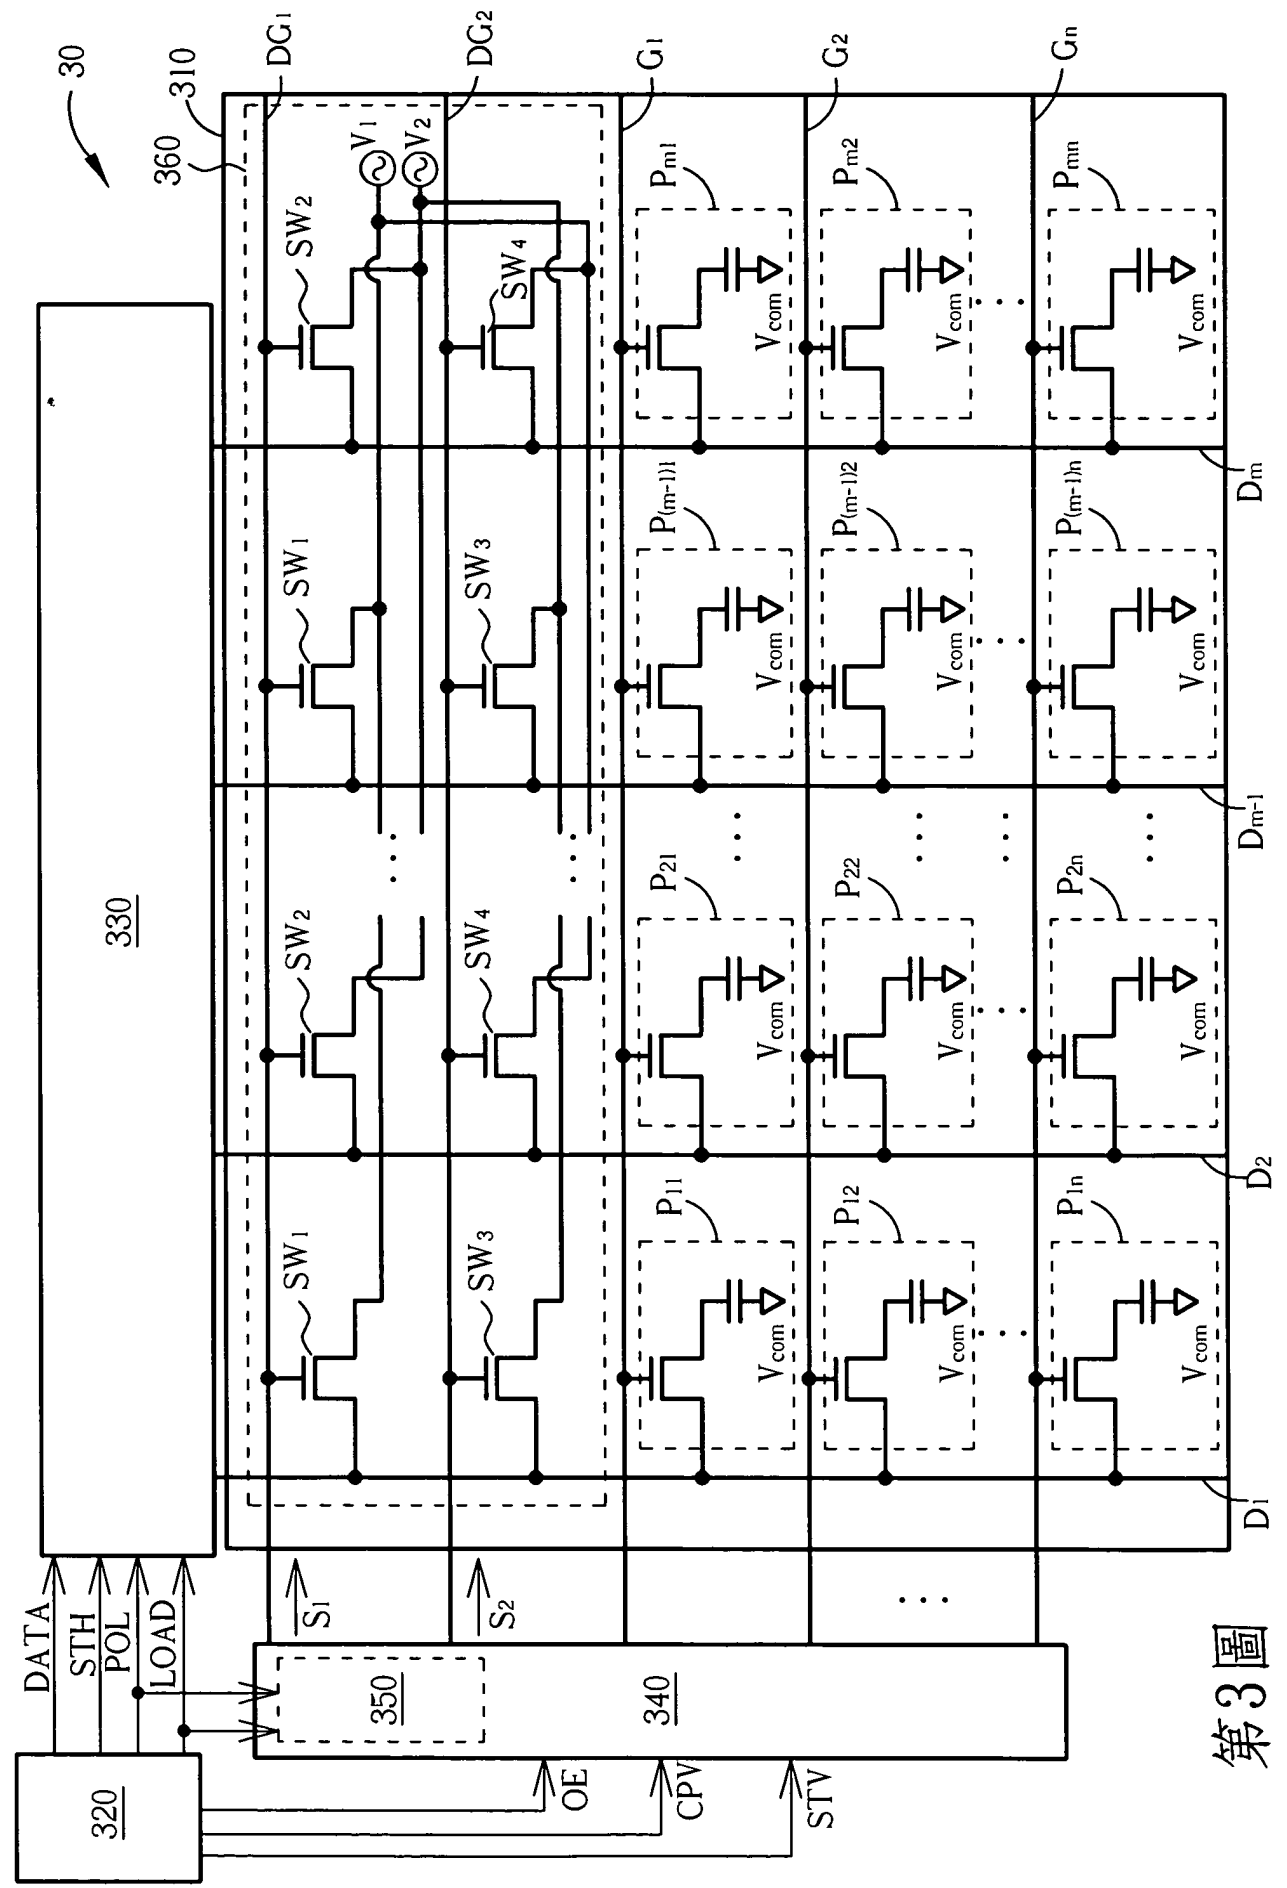 30
310
360
330
320
DATA
STH
POL
LOAD
350
340
OE
CPV
STV
S1
S2
DG1
DG2
G1
G2
Gn
V1
V2
SW1
SW2
SW1
SW2
SW3
SW4
SW3
SW4
P11
P21
P(m-1)1
Pm1
Vcom
Vcom
Vcom
Vcom
P12
P22
P(m-1)2
Pm2
Vcom
Vcom
Vcom
Vcom
P1n
P2n
P(m-1)n
Pmn
Vcom
Vcom
Vcom
Vcom
D1
D2
Dm-1
Dm
第3圖